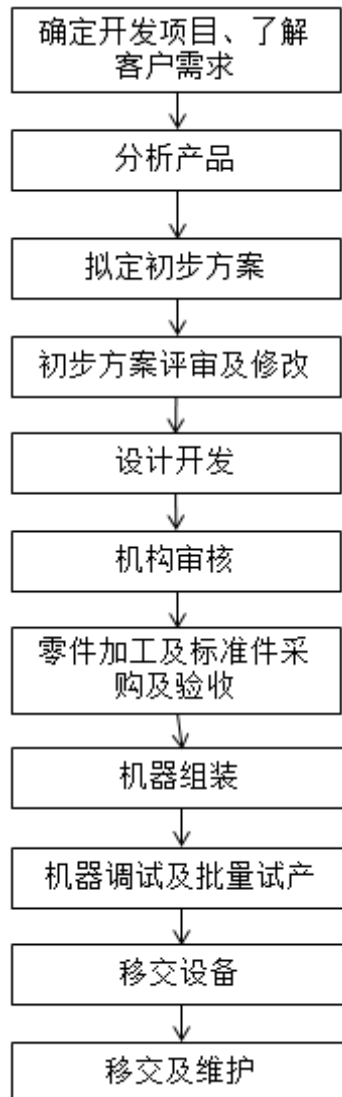 确定开发项目、了解
客户需求
分析产品
拟定初步方案
初步方案评审及修改
设计开发
机构审核
零件加工及标准件采
购及验收
机器组装
机器调试及批量试产
移交设备
移交及维护